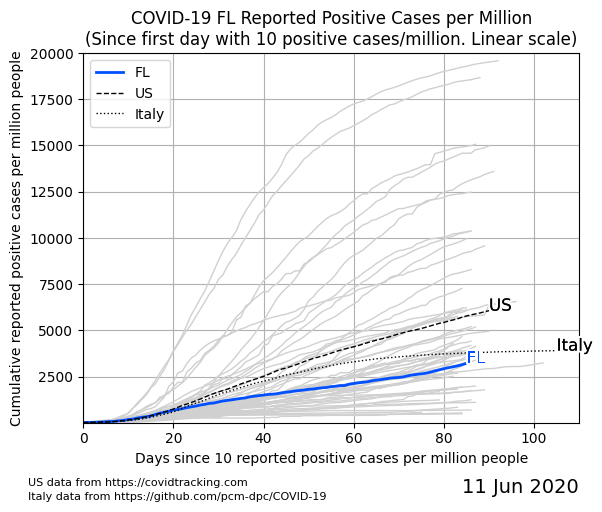 COVID-19 FL Reported Positive Cases per Million
(Since first day with 10 positive cases/million. Linear scale)
Cumulative reported positive cases per million people
20000
17500
15000
12500
10000
7500
5000
2500
FL
US
Italy
US
Italy
FL
0 20 40 60 80 100
Days since 10 reported positive cases per million people
US data from https://covidtracking.com
Italy data from https://github.com/pcm-dpc/COVID-19
11 Jun 2020